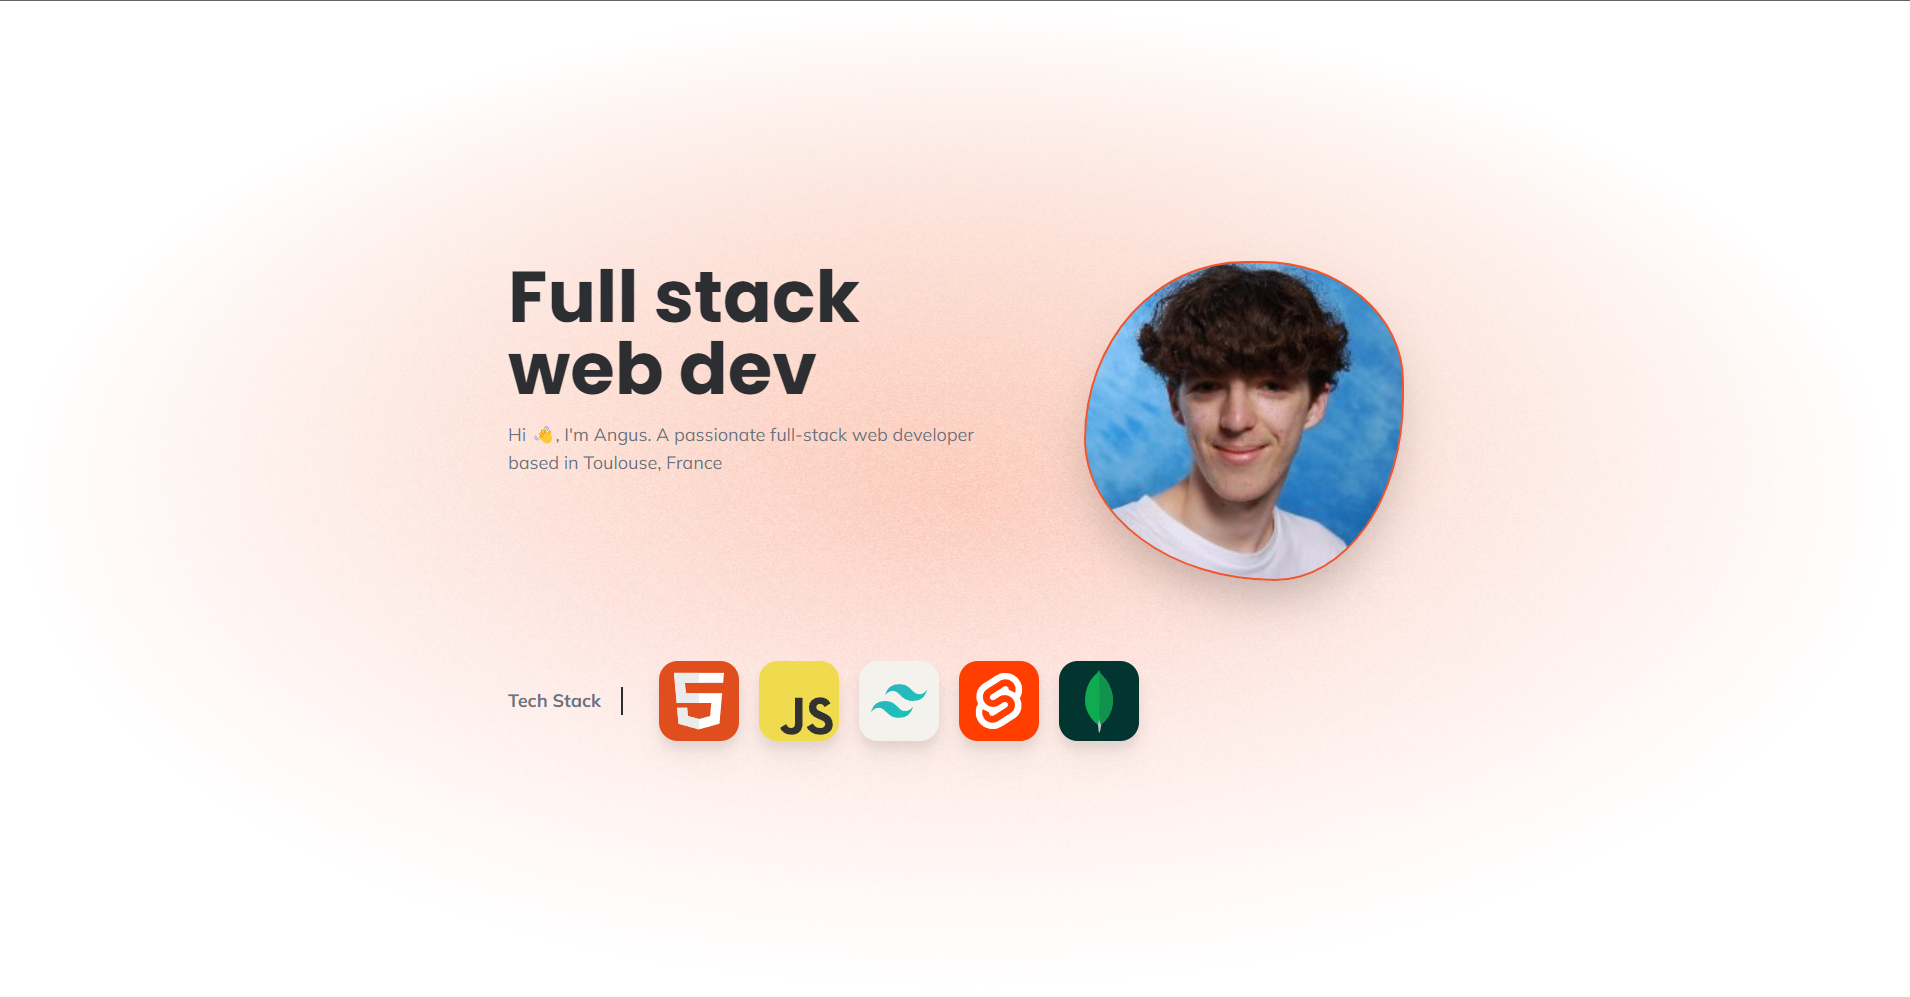 Full stack
web dev
Hi 👋, I'm Angus. A passionate full-stack web developer
based in Toulouse, France
Tech Stack
JS